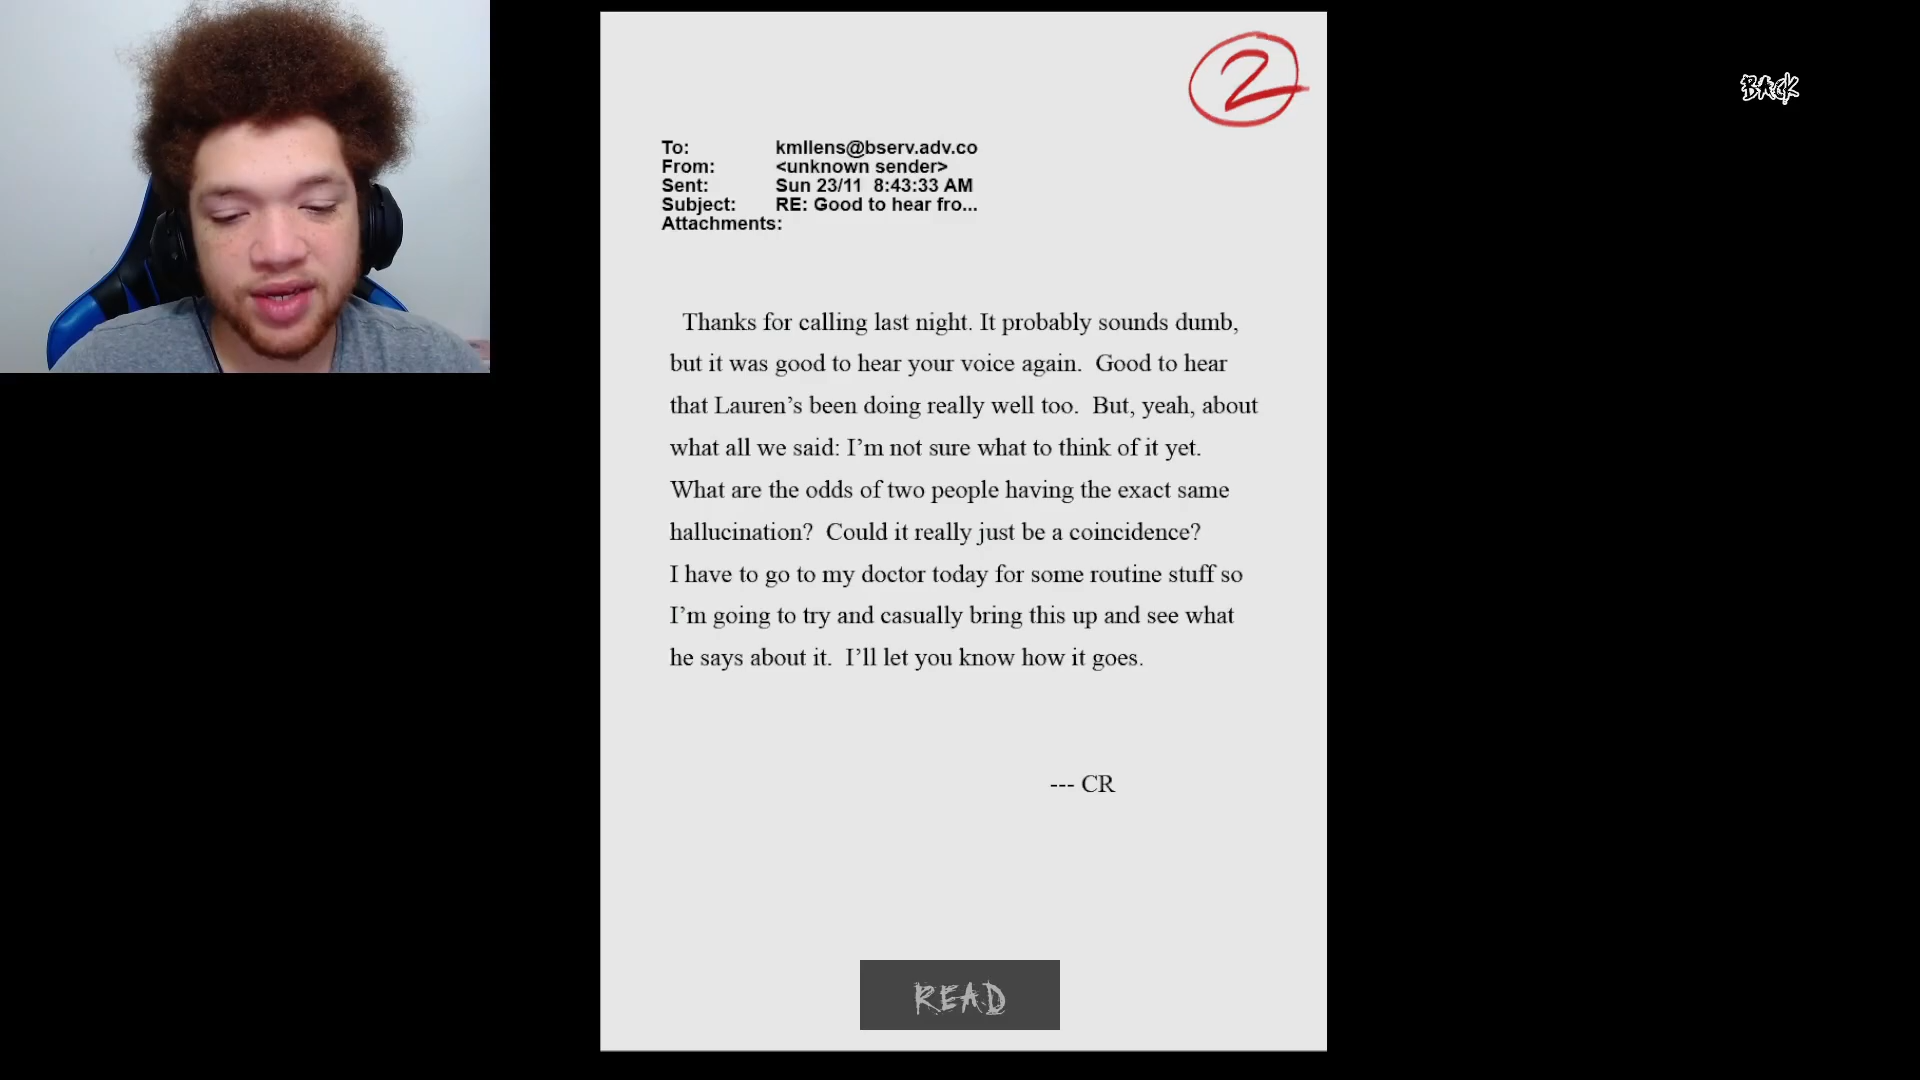 2
BACK
To: kmllens@bserv.adv.co
From: <unknown sender>
Sent: Sun 23/11 8:43:33 AM
Subject: RE: Good to hear fro...
Attachments:
Thanks for calling last night. It probably sounds dumb,
but it was good to hear your voice again. Good to hear
that Lauren’s been doing really well too. But, yeah, about
what all we said: I’m not sure what to think of it yet.
What are the odds of two people having the exact same
hallucination? Could it really just be a coincidence?
I have to go to my doctor today for some routine stuff so
I’m going to try and casually bring this up and see what
he says about it. I’ll let you know how it goes.
--- CR
READ